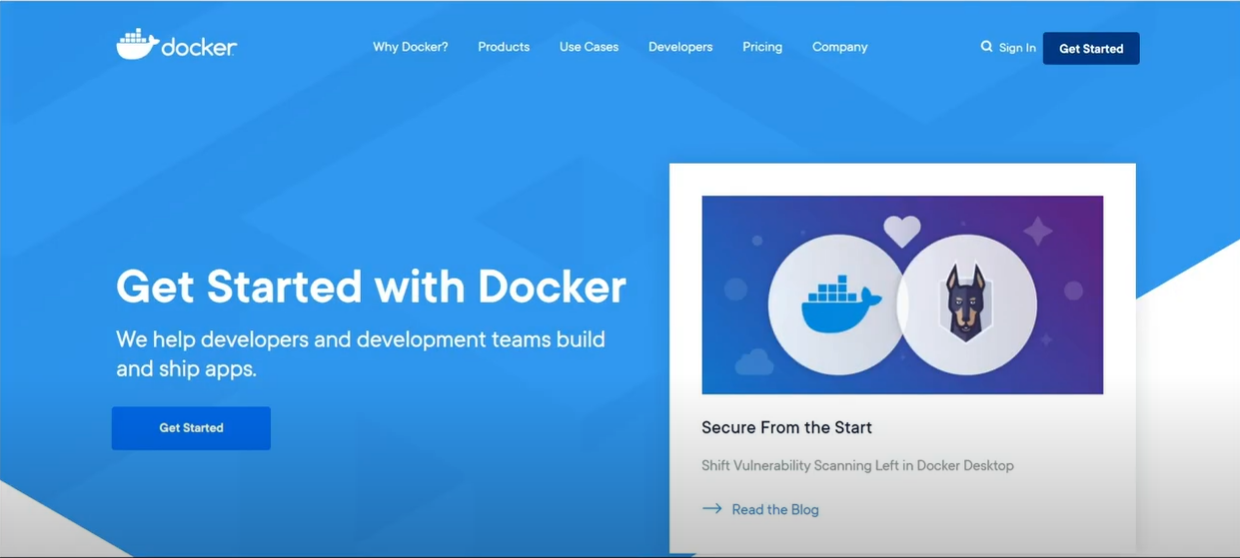 docker
Why Docker?
Products
Use Cases
Developers
Pricing
Company
Sign In
Get Started
Get Started with Docker
We help developers and development teams build
and ship apps.
Get Started
Secure From the Start
Shift Vulnerability Scanning Left in Docker Desktop
Read the Blog